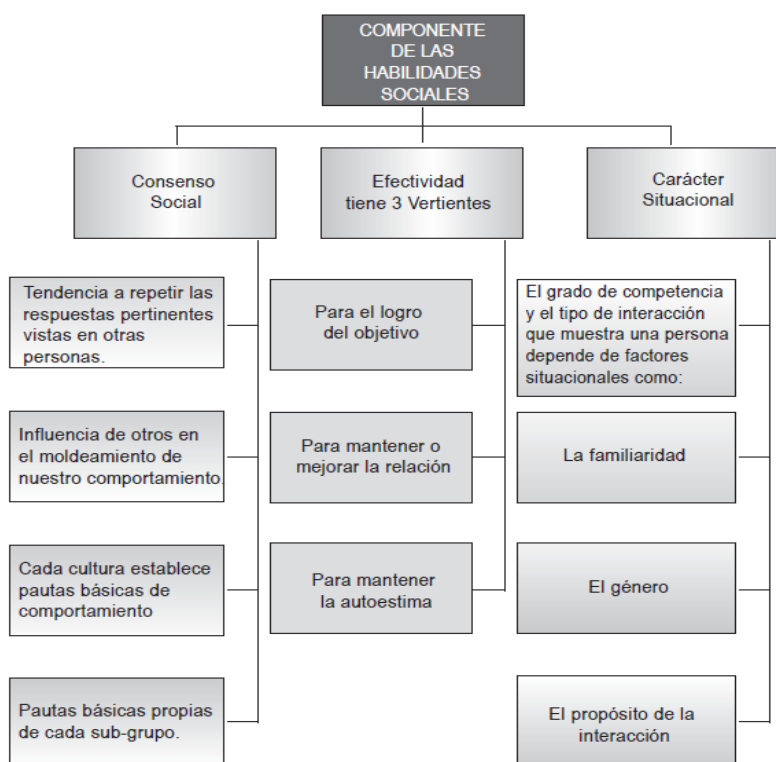 COMPONENTE
DE LAS
HABILIDADES
SOCIALES
Consenso
Social
Efectividad
tiene 3 Vertientes
Carácter
Situacional
Tendencia a repetir las
respuestas pertinentes
vistas en otras
personas.
Influencia de otros en
el moldeamiento de
nuestro comportamiento.
Cada cultura establece
pautas básicas de
comportamiento
Pautas básicas propias
de cada sub-grupo.
Para el logro
del objetivo
Para mantener o
mejorar la relación
Para mantener
la autoestima
El grado de competencia
y el tipo de interacción
que muestra una persona
depende de factores
situacionales como:
La familiaridad
El género
El propósito de la
interacción